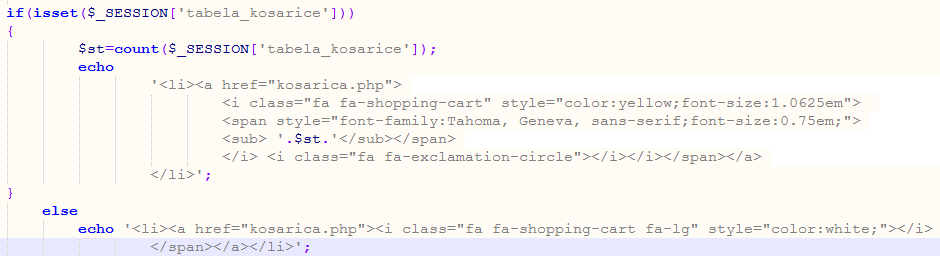 if(isset($_SESSION['tabela_kosarice']))
{
$st=count($_SESSION['tabela_kosarice']);
echo
'<li><a href="kosarica.php">
<i class="fa fa-shopping-cart" style="color:yellow;font-size:1.0625em">
<span style="font-family:Tahoma, Geneva, sans-serif;font-size:0.75em;">
<sub> '.$st.'</sub></span>
</i> <i class="fa fa-exclamation-circle"></i></i></span></a>
</li>';
}
else
echo '<li><a href="kosarica.php"><i class="fa fa-shopping-cart fa-lg" style="color:white;"></i>
</span></a></li>';